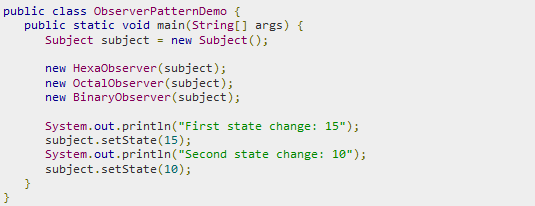 public class ObserverPatternDemo {
   public static void main(String[] args) {
      Subject subject = new Subject();

      new HexaObserver(subject);
      new OctalObserver(subject);
      new BinaryObserver(subject);

      System.out.println("First state change: 15");
      subject.setState(15);
      System.out.println("Second state change: 10");
      subject.setState(10);
   }
}